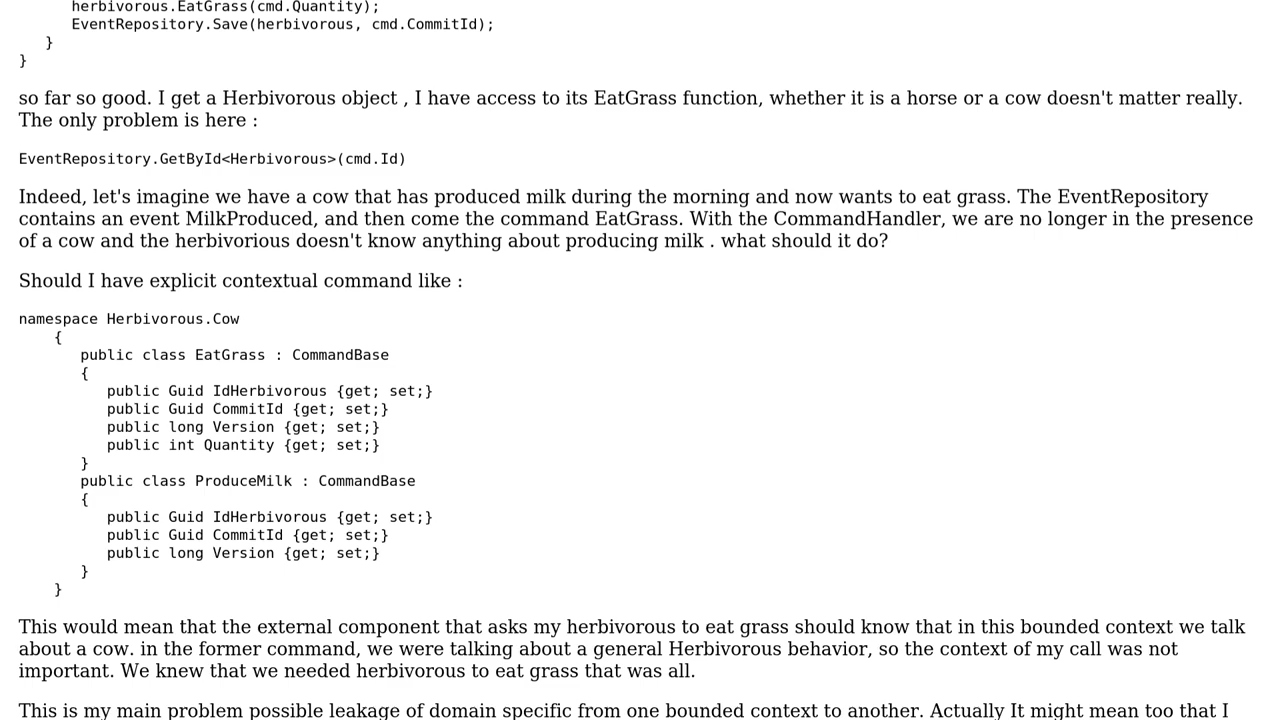 herbivorous.EatGrass(cmd.Quantity);
EventRepository.Save(herbivorous, cmd.CommitId);
}
}
so far so good. I get a Herbivorous object , I have access to its EatGrass function, whether it is a horse or a cow doesn't matter really.
The only problem is here :
EventRepository.GetById<Herbivorous>(cmd.Id)
Indeed, let's imagine we have a cow that has produced milk during the morning and now wants to eat grass. The EventRepository
contains an event MilkProduced, and then come the command EatGrass. With the CommandHandler, we are no longer in the presence
of a cow and the herbivorious doesn't know anything about producing milk . what should it do?
Should I have explicit contextual command like :
namespace Herbivorous.Cow
{
public class EatGrass : CommandBase
{
public Guid IdHerbivorous {get; set;}
public Guid CommitId {get; set;}
public long Version {get; set;}
public int Quantity {get; set;}
}
public class ProduceMilk : CommandBase
{
public Guid IdHerbivorous {get; set;}
public Guid CommitId {get; set;}
public long Version {get; set;}
}
}
This would mean that the external component that asks my herbivorous to eat grass should know that in this bounded context we talk
about a cow. in the former command, we were talking about a general Herbivorous behavior, so the context of my call was not
important. We knew that we needed herbivorous to eat grass that was all.
This is my main problem possible leakage of domain specific from one bounded context to another. Actually It might mean too that I